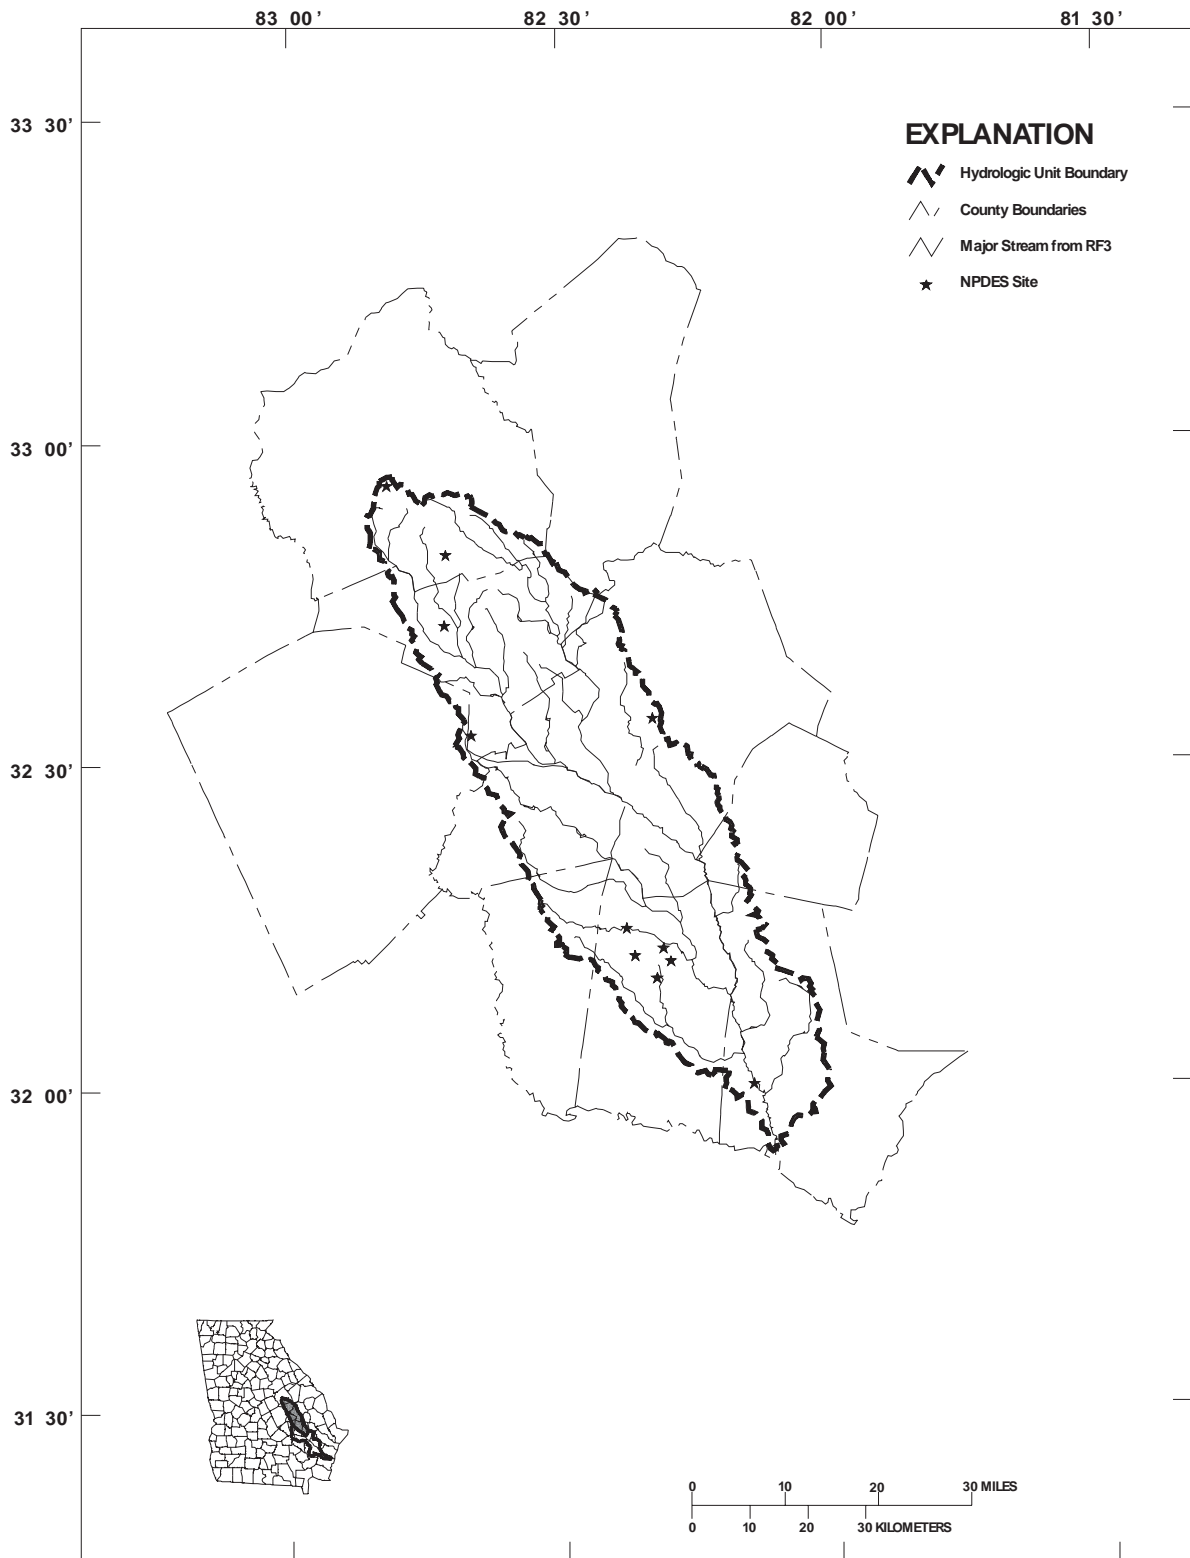 83 00' 82 30' 82 00' 81 30'
33 30'
EXPLANATION
Hydrologic Unit Boundary
County Boundaries
Major Stream from RF3
NPDES Site
33 00'
32 30'
32 00'
31 30'
0 10 20 30 MILES
0 10 20 30 KILOMETERS